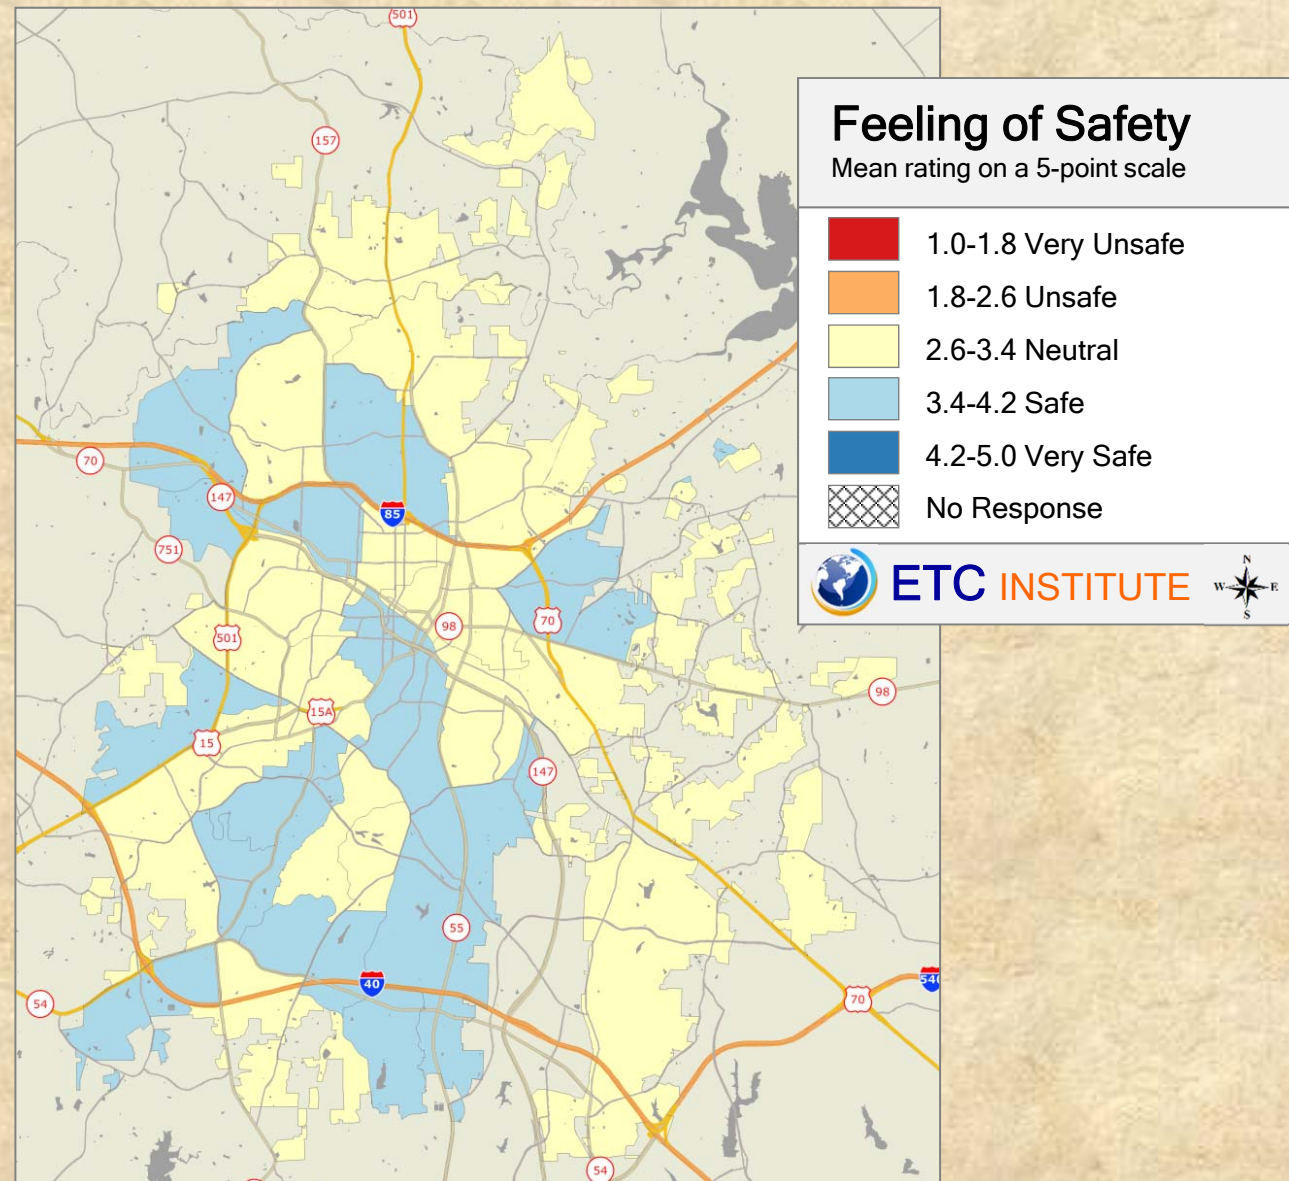 501
157
Feeling of Safety
Mean rating on a 5-point scale
1.0-1.8 Very Unsafe
1.8-2.6 Unsafe
2.6-3.4 Neutral
3.4-4.2 Safe
4.2-5.0 Very Safe
No Response
ETC INSTITUTE
N
W E
S
70
147
85
751
70
98
501
98
15A
15
147
55
40
540
70
54
54